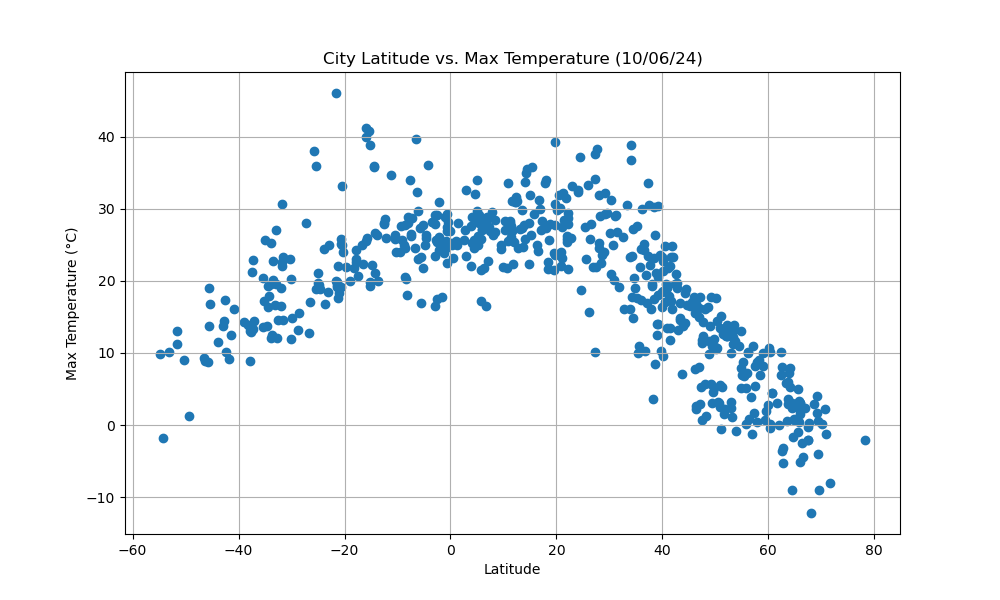 City Latitude vs. Max Temperature (10/06/24)
40
30
20
10
0
−10
Max Temperature (°C)
−60 −40 −20 0 20 40 60 80
Latitude